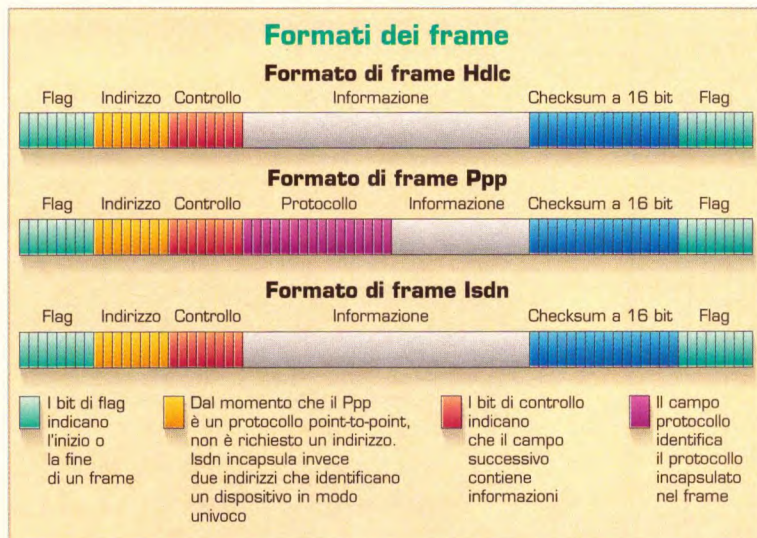 Formati dei frame
Formato di frame Hdlc
Flag Indirizzo Controllo Informazione Checksum a 16 bit Flag
Formato di frame Ppp
Flag Indirizzo Controllo Protocollo Informazione Checksum a 16 bit Flag
Formato di frame Isdn
Flag Indirizzo Controllo Informazione Checksum a 16 bit Flag
I bit di flag
indicano
l'inizio o
la fine
di un frame
Dal momento che il Ppp
è un protocollo point-to-point,
non è richiesto un indirizzo.
Isdn incapsula invece
due indirizzi che identificano
un dispositivo in modo
univoco
I bit di controllo
indicano
che il campo
successivo
contiene
informazioni
Il campo
protocollo
identifica
il protocollo
incapsulato
nel frame